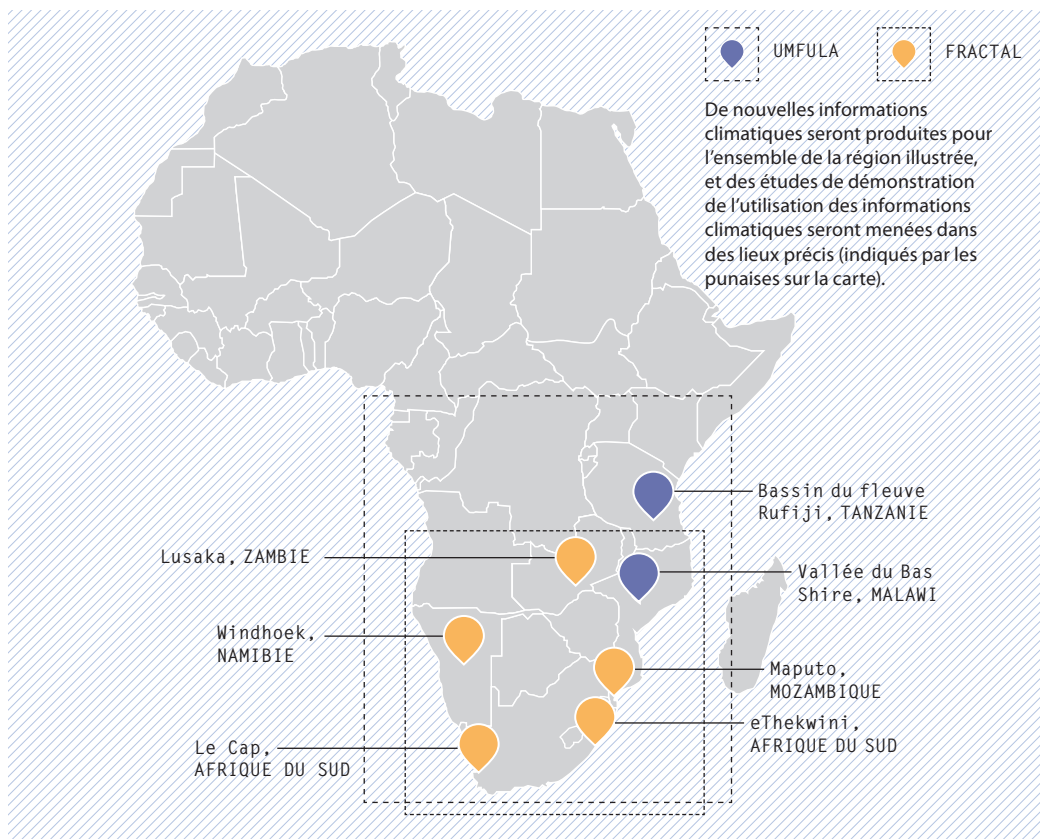 UMFULA
FRACTAL
De nouvelles informations
climatiques seront produites pour
l'ensemble de la région illustrée,
et des études de démonstration
de l'utilisation des informations
climatiques seront menées dans
des lieux précis (indiqués par les
punaises sur la carte).
Bassin du fleuve
Rufiji, TANZANIE
Lusaka, ZAMBIE
Vallée du Bas
Shire, MALAWI
Windhoek,
NAMIBIE
Maputo,
MOZAMBIQUE
eThekwini,
AFRIQUE DU SUD
Le Cap,
AFRIQUE DU SUD